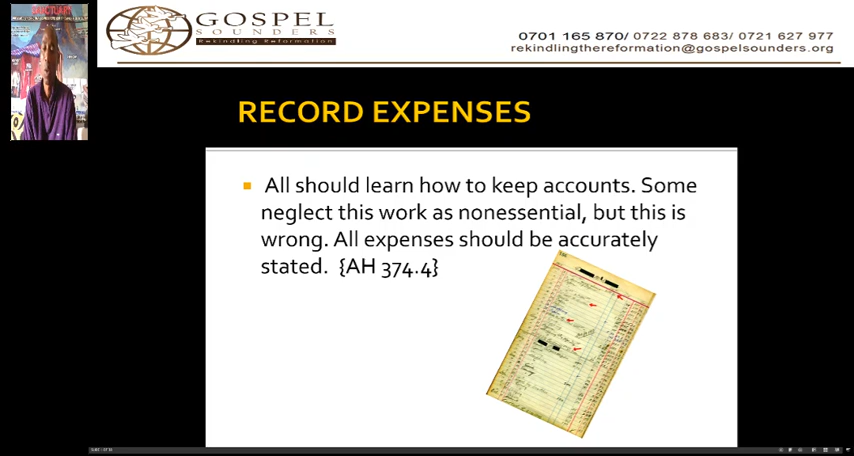 GOSPEL
SOUNDERS
Rekindling Reformation
0701 165 870/ 0722 878 683/ 0721 627 977
rekindlingthereformation@gospelsounders.org
RECORD EXPENSES
All should learn how to keep accounts. Some
neglect this work as nonessential, but this is
wrong. All expenses should be accurately
stated. {AH 374.4}